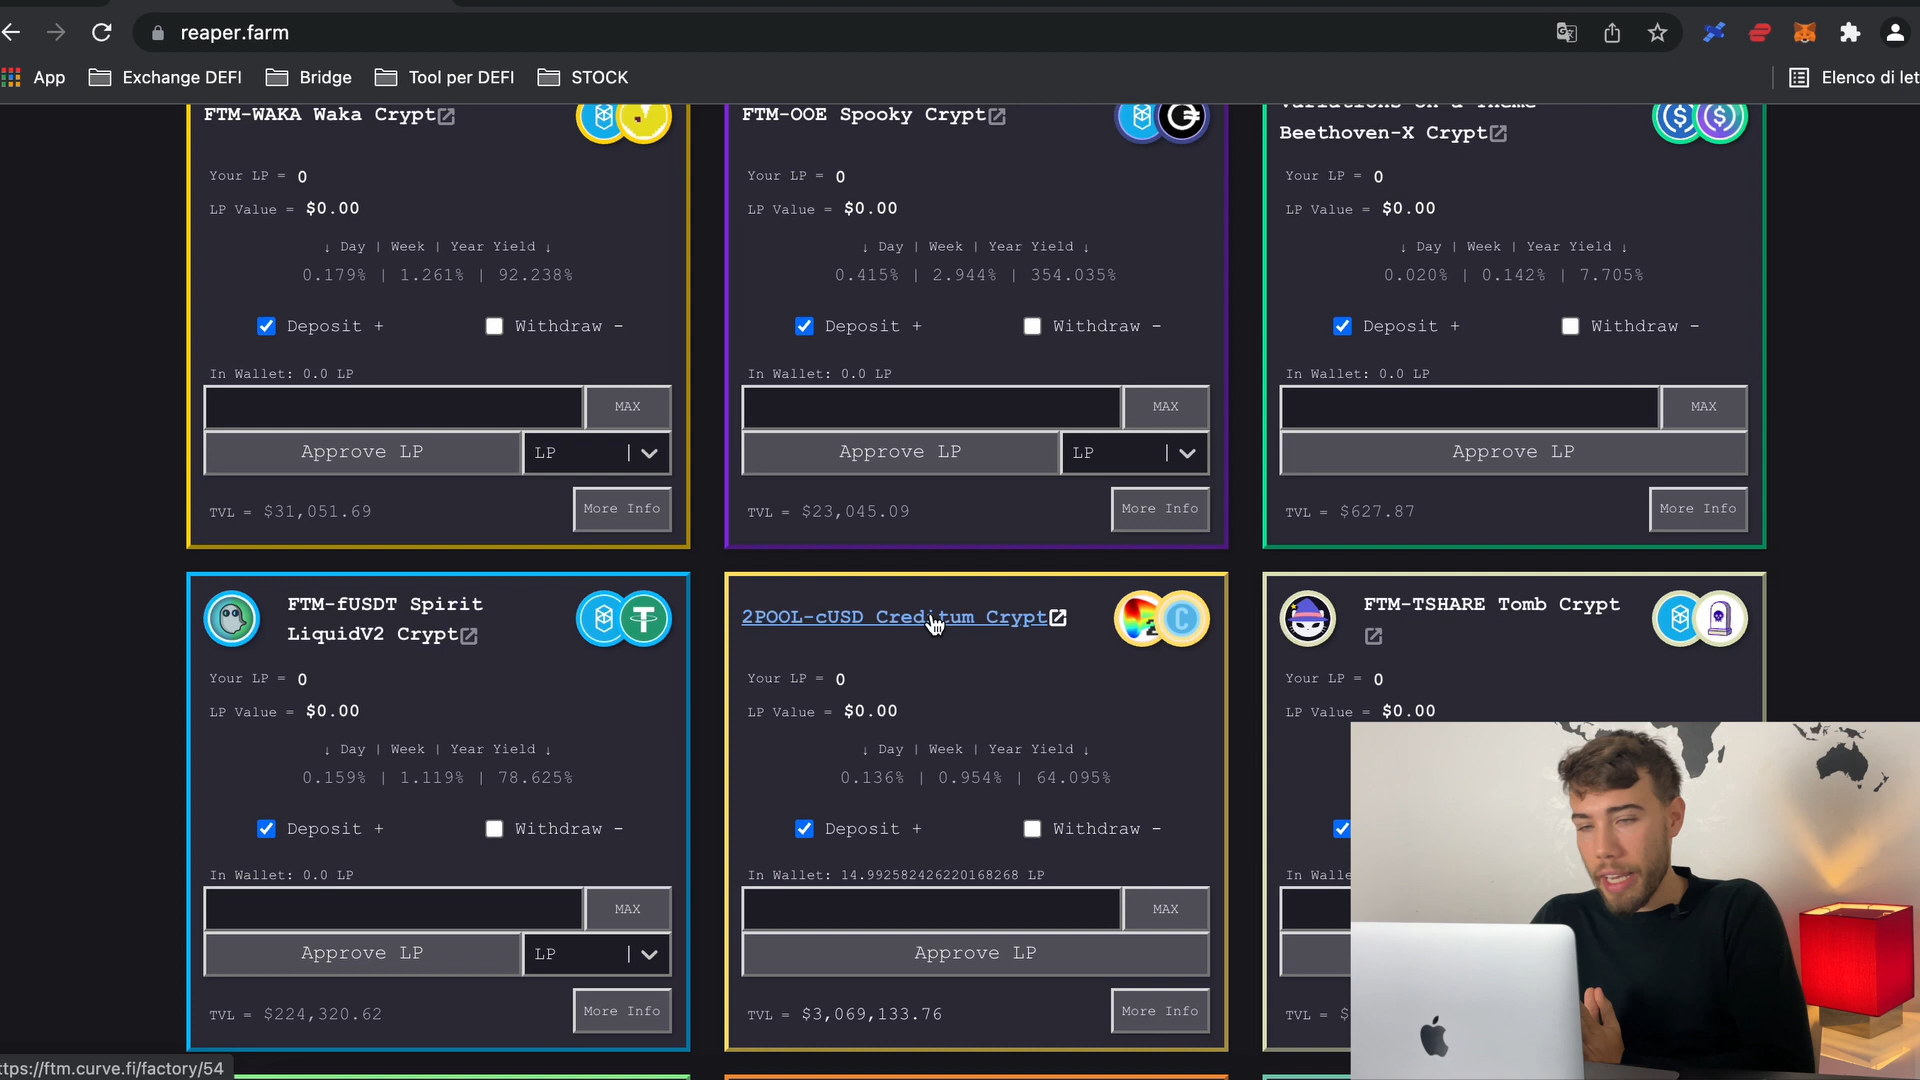 reaper.farm
App Exchange DEFI Bridge Tool per DEFI STOCK Elenco di let
FTM-WAKA Waka Crypt
Your LP = 0
LP Value = $0.00
↓ Day | Week | Year Yield ↓
0.179% | 1.261% | 92.238%
Deposit + Withdraw -
In Wallet: 0.0 LP
MAX
Approve LP LP
TVL = $31,051.69 More Info
FTM-OOE Spooky Crypt
Your LP = 0
LP Value = $0.00
↓ Day | Week | Year Yield ↓
0.415% | 2.944% | 354.035%
Deposit + Withdraw -
In Wallet: 0.0 LP
MAX
Approve LP LP
TVL = $23,045.09 More Info
Variations on a Theme
Beethoven-X Crypt
Your LP = 0
LP Value = $0.00
↓ Day | Week | Year Yield ↓
0.020% | 0.142% | 7.705%
Deposit + Withdraw -
In Wallet: 0.0 LP
MAX
Approve LP
TVL = $627.87 More Info
FTM-fUSDT Spirit
LiquidV2 Crypt
Your LP = 0
LP Value = $0.00
↓ Day | Week | Year Yield ↓
0.159% | 1.119% | 78.625%
Deposit + Withdraw -
In Wallet: 0.0 LP
MAX
Approve LP LP
TVL = $224,320.62 More Info
2POOL-cUSD Creditum Crypt
Your LP = 0
LP Value = $0.00
↓ Day | Week | Year Yield ↓
0.136% | 0.954% | 64.095%
Deposit + Withdraw -
In Wallet: 14.992582426220168268 LP
MAX
Approve LP
TVL = $3,069,133.76 More Info
FTM-TSHARE Tomb Crypt
Your LP = 0
LP Value = $0.00
In Walle
TVL = $
ttps://ftm.curve.fi/factory/54